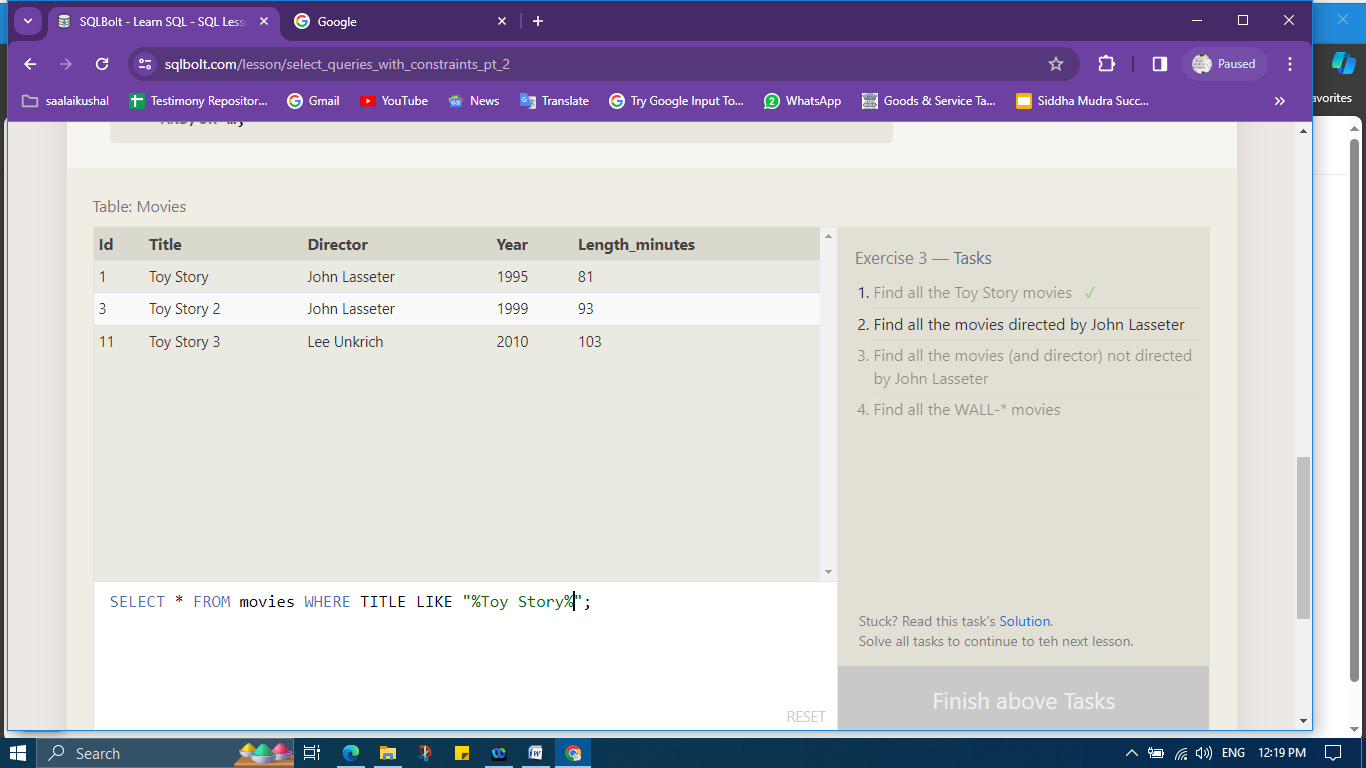 SQLBolt - Learn SQL - SQL Less
Google
sqlbolt.com/lesson/select_queries_with_constraints_pt_2
Paused
saalaikushal
Testimony Repositor...
Gmail
YouTube
News
Translate
Try Google Input To...
WhatsApp
Goods & Service Ta...
Siddha Mudra Succ...
»
avorites
Table: Movies
Id Title Director Year Length_minutes
1 Toy Story John Lasseter 1995 81
3 Toy Story 2 John Lasseter 1999 93
11 Toy Story 3 Lee Unkrich 2010 103
Exercise 3 — Tasks
1. Find all the Toy Story movies ✓
2. Find all the movies directed by John Lasseter
3. Find all the movies (and director) not directed
by John Lasseter
4. Find all the WALL-* movies
SELECT * FROM movies WHERE TITLE LIKE "%Toy Story%";
RESET
Stuck? Read this task's Solution.
Solve all tasks to continue to teh next lesson.
Finish above Tasks
Search
ENG
12:19 PM